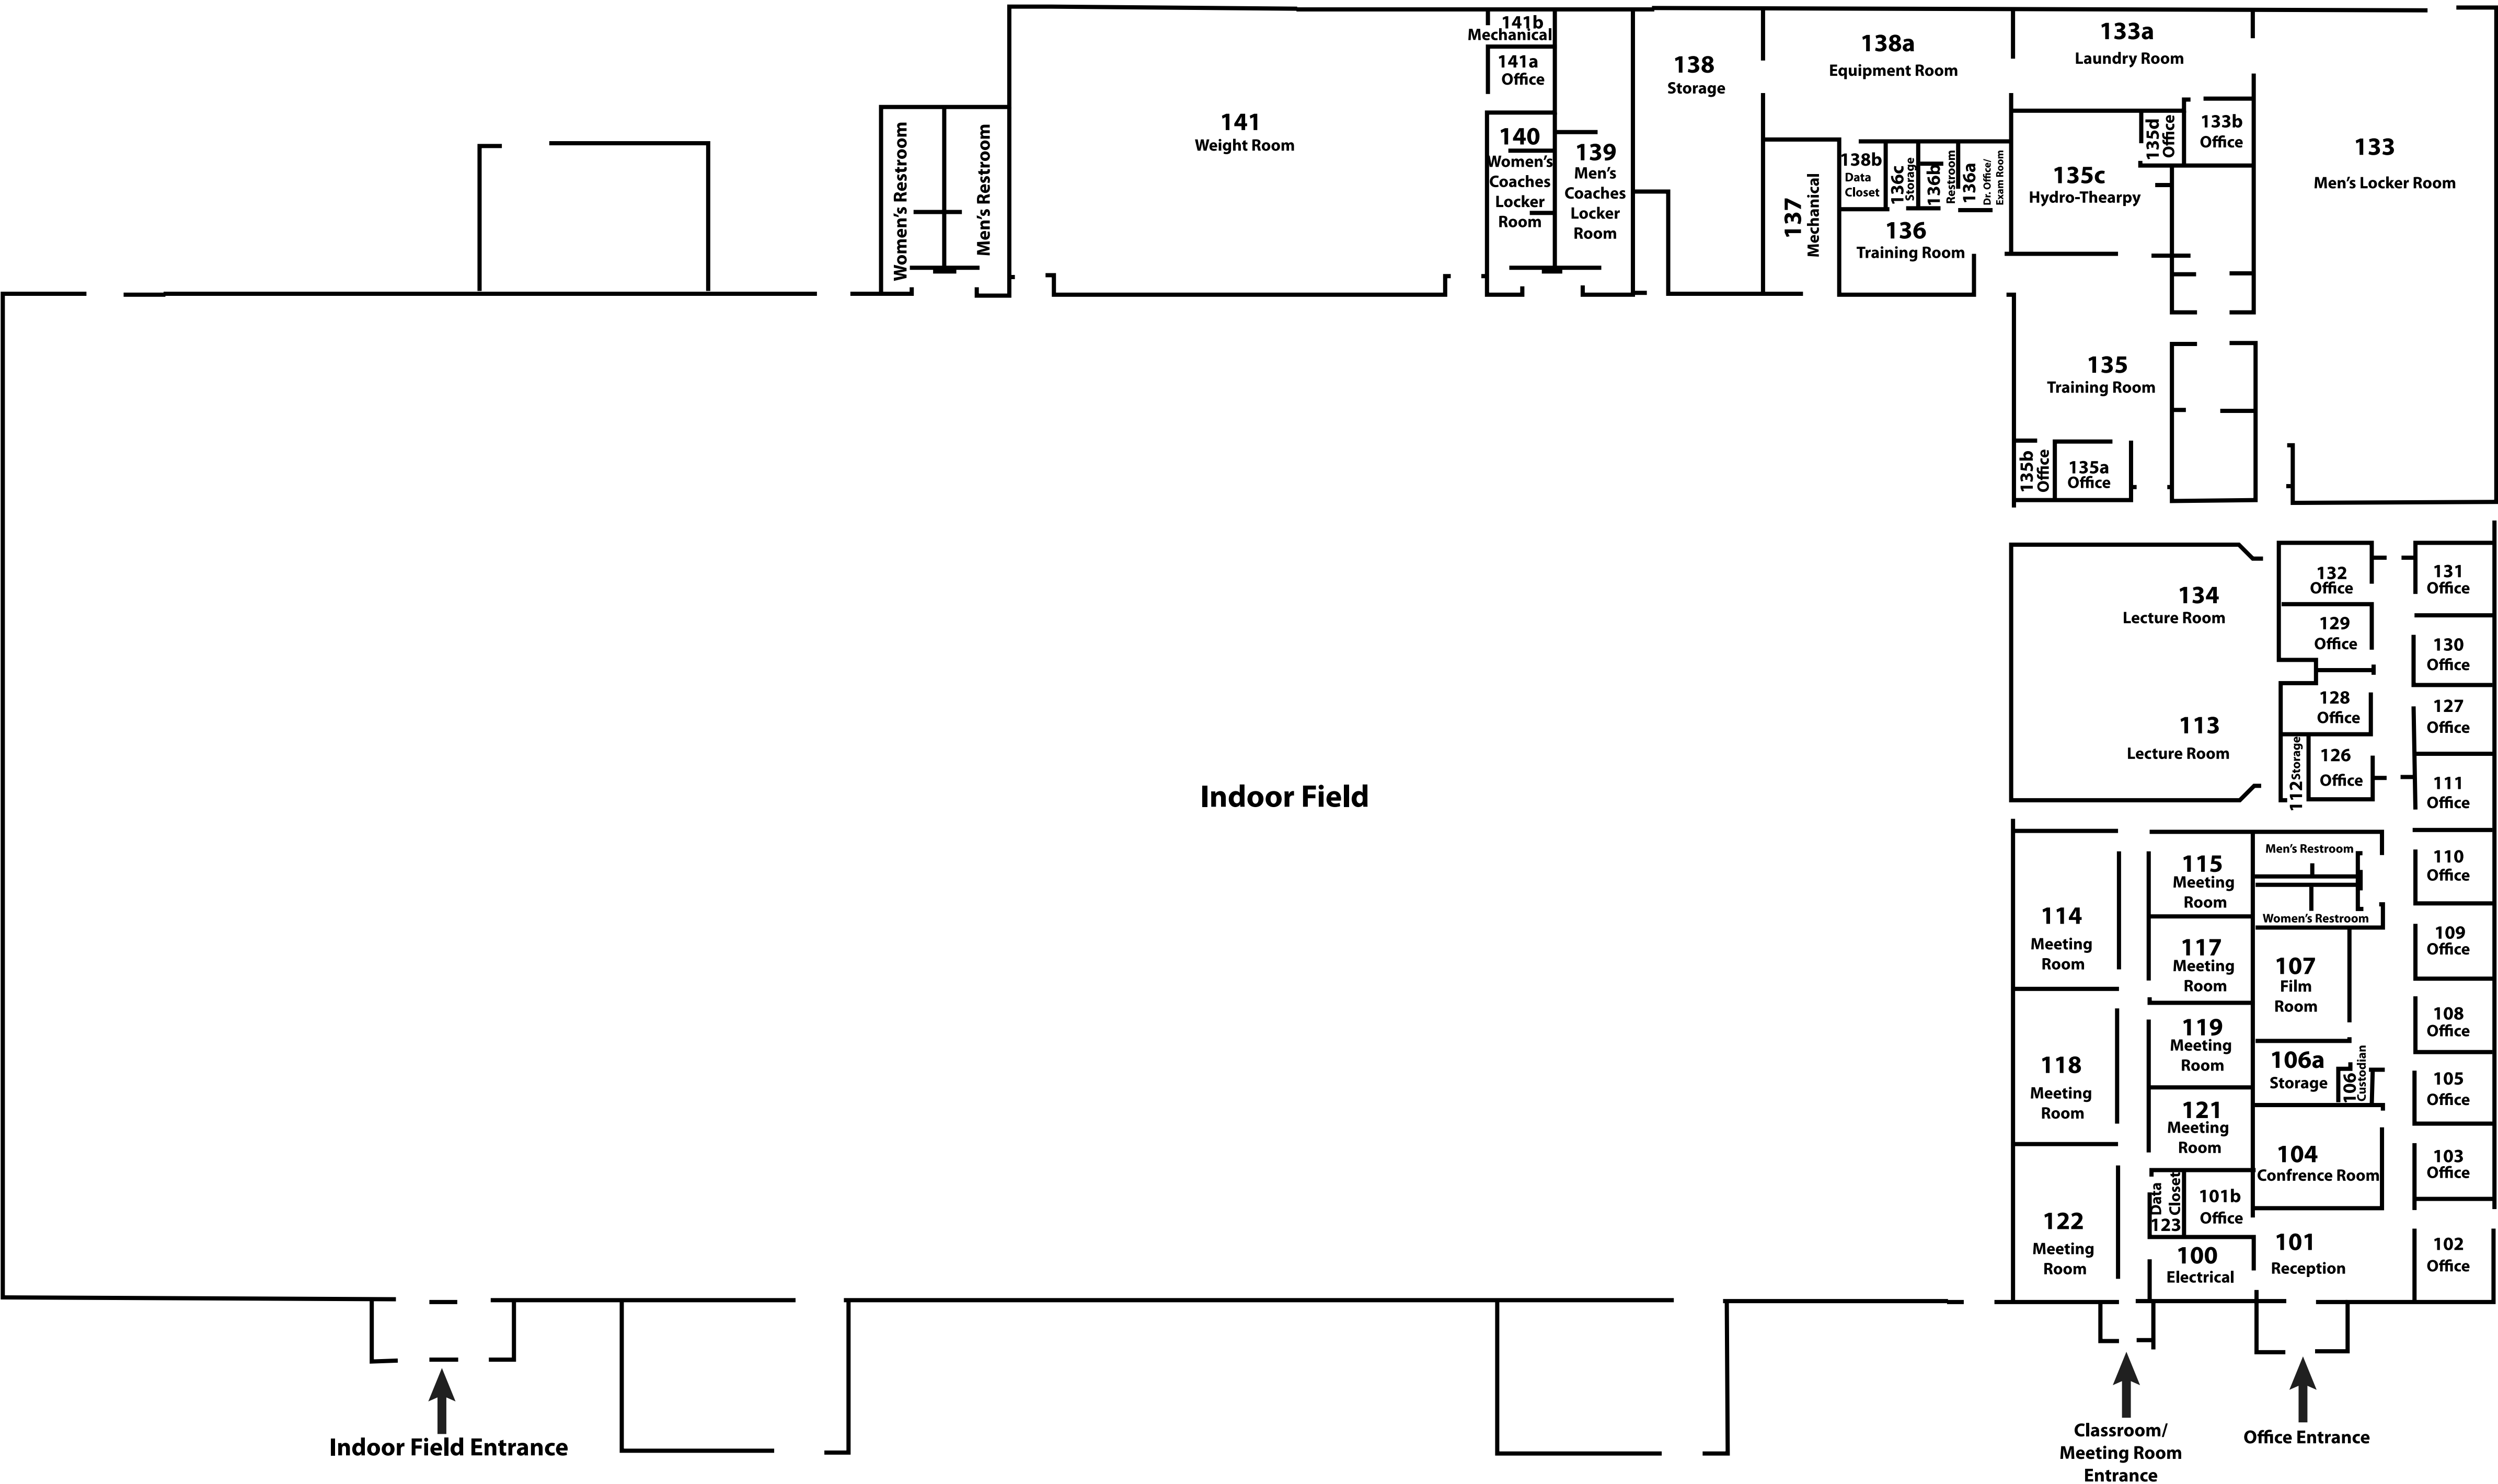 141b
Mechanical
141a
Office
138
Storage
138a
Equipment Room
133a
Laundry Room
Women's Restroom
Men's Restroom
141
Weight Room
140
Women's
Coaches
Locker
Room
139
Men's
Coaches
Locker
Room
137
Mechanical
138b
Data
Closet
136c
Storage
136b
Restroom
136a
Dr. Office/
Exam Room
136
Training Room
135c
Hydro-Thearpy
135d
Office
133b
Office
133
Men's Locker Room
135
Training Room
135b
Office
135a
Office
134
Lecture Room
132
Office
131
Office
129
Office
130
Office
128
Office
127
Office
113
Lecture Room
112 Storage
126
Office
111
Office
Indoor Field
114
Meeting
Room
115
Meeting
Room
Men's Restroom
110
Office
Women's Restroom
117
Meeting
Room
109
Office
107
Film
Room
108
Office
118
Meeting
Room
119
Meeting
Room
106a
Storage
106
Custodian
105
Office
121
Meeting
Room
104
Confrence Room
103
Office
122
Meeting
Room
Data
Closet
123
101b
Office
100
Electrical
101
Reception
102
Office
Indoor Field Entrance
Classroom/
Meeting Room
Entrance
Office Entrance